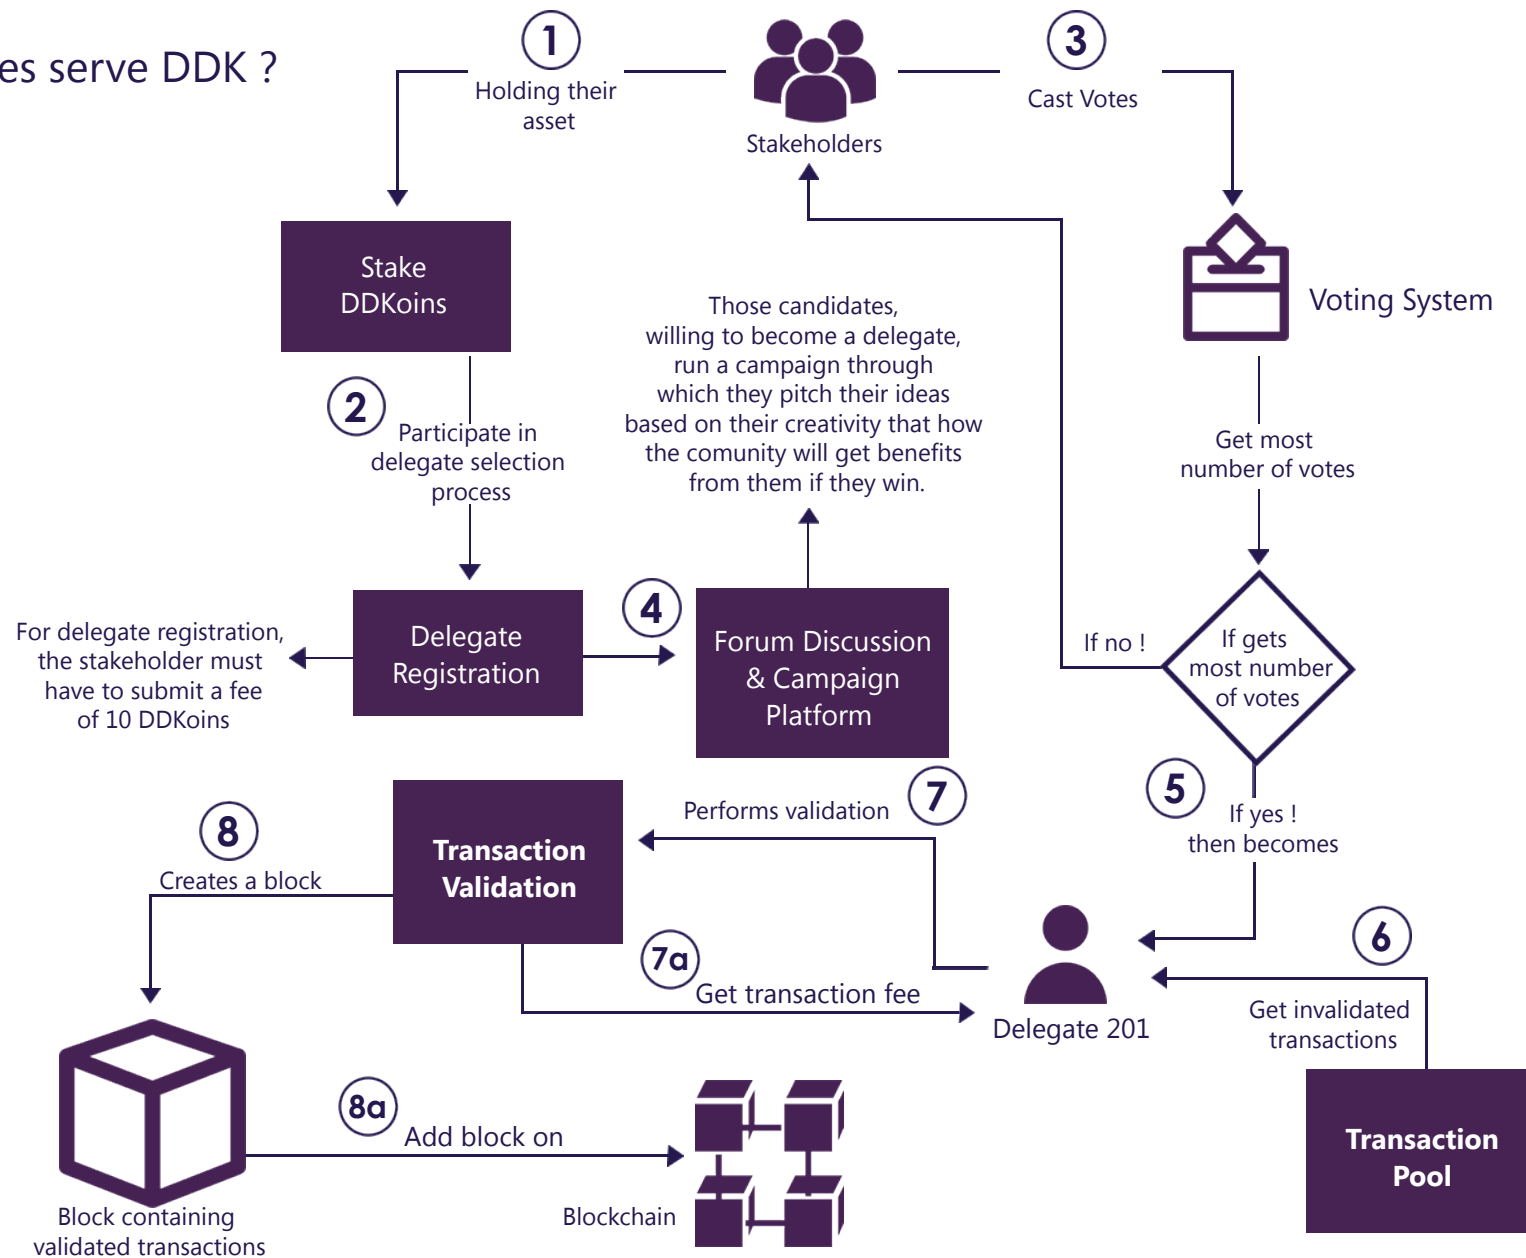 es serve DDK ?
1
Holding their
asset
Stakeholders
3
Cast Votes
Stake
DDKoins
Voting System
2
Participate in
delegate selection
process
Those candidates,
willing to become a delegate,
run a campaign through
which they pitch their ideas
based on their creativity that how
the comunity will get benefits
from them if they win.
Get most
number of votes
For delegate registration,
the stakeholder must
have to submit a fee
of 10 DDKoins
Delegate
Registration
4
Forum Discussion
& Campaign
Platform
If no !
If gets
most number
of votes
5
If yes !
then becomes
7
Performs validation
Transaction
Validation
8
Creates a block
7a
Get transaction fee
Delegate 201
6
Get invalidated
transactions
Transaction
Pool
Block containing
validated transactions
8a
Add block on
Blockchain